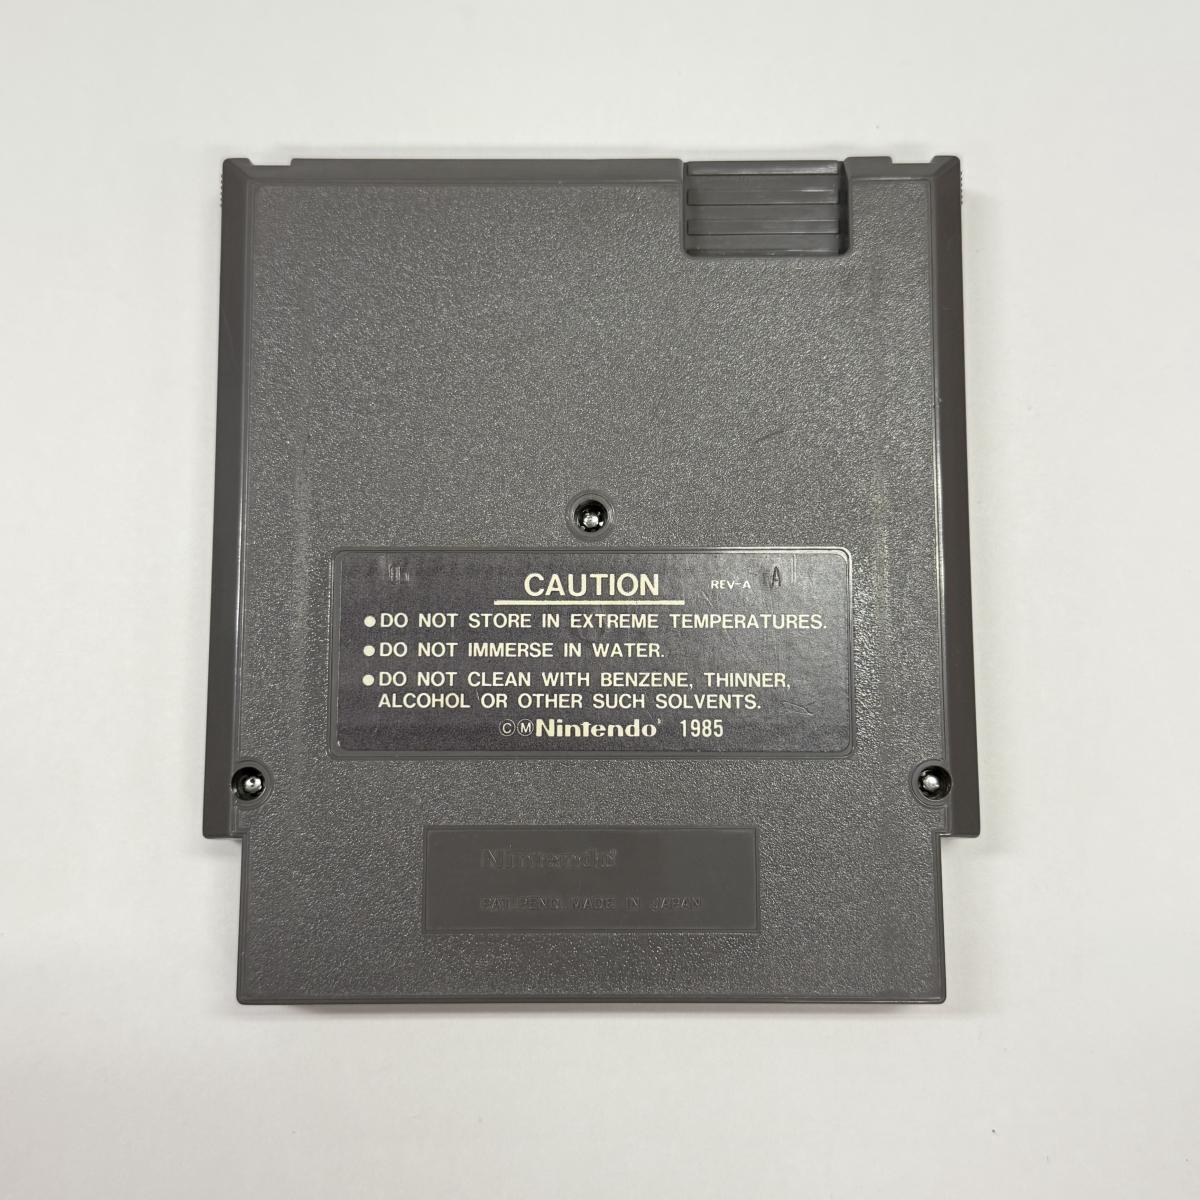 CAUTION REV-A A
●DO NOT STORE IN EXTREME TEMPERATURES.
●DO NOT IMMERSE IN WATER.
●DO NOT CLEAN WITH BENZENE, THINNER,
ALCOHOL OR OTHER SUCH SOLVENTS.
©ⓂNintendo® 1985
Nintendo®
PAT. PEND. MADE IN JAPAN